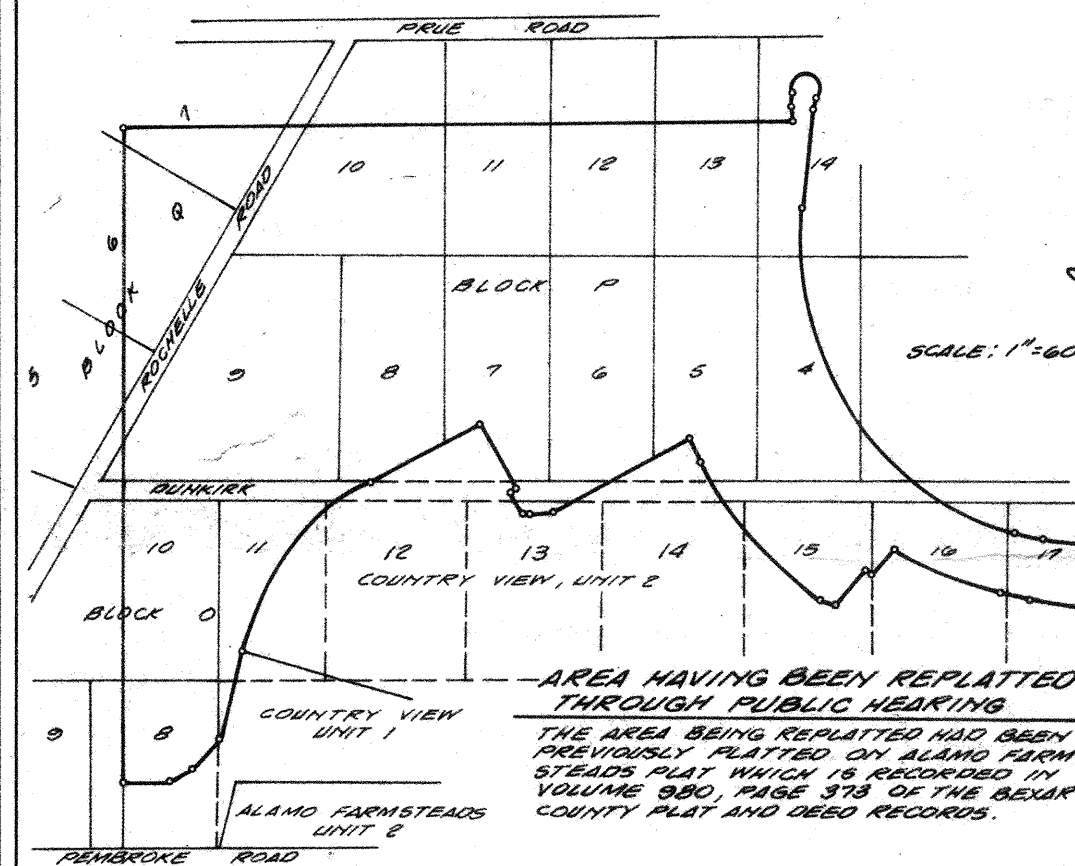 PRUE ROAD
1
10 11 12 13 14
ROAD
Q
6
BLOCK P
BLOCK
ROCHELLE
SCALE: 1"=60
5
9 8 7 6 5 4
DUNKIRK
10 11 12 13 14 15 16 17
COUNTRY VIEW, UNIT 2
BLOCK O
AREA HAVING BEEN REPLATTED
THROUGH PUBLIC HEARING
COUNTRY VIEW
UNIT 1
9 8
THE AREA BEING REPLATTED HAD BEEN
PREVIOUSLY PLATTED ON ALAMO FARM
STEADS PLAT WHICH IS RECORDED IN
VOLUME 980, PAGE 373 OF THE BEXAR
COUNTY PLAT AND DEED RECORDS.
ALAMO FARMSTEADS
UNIT 2
PEMBROKE ROAD